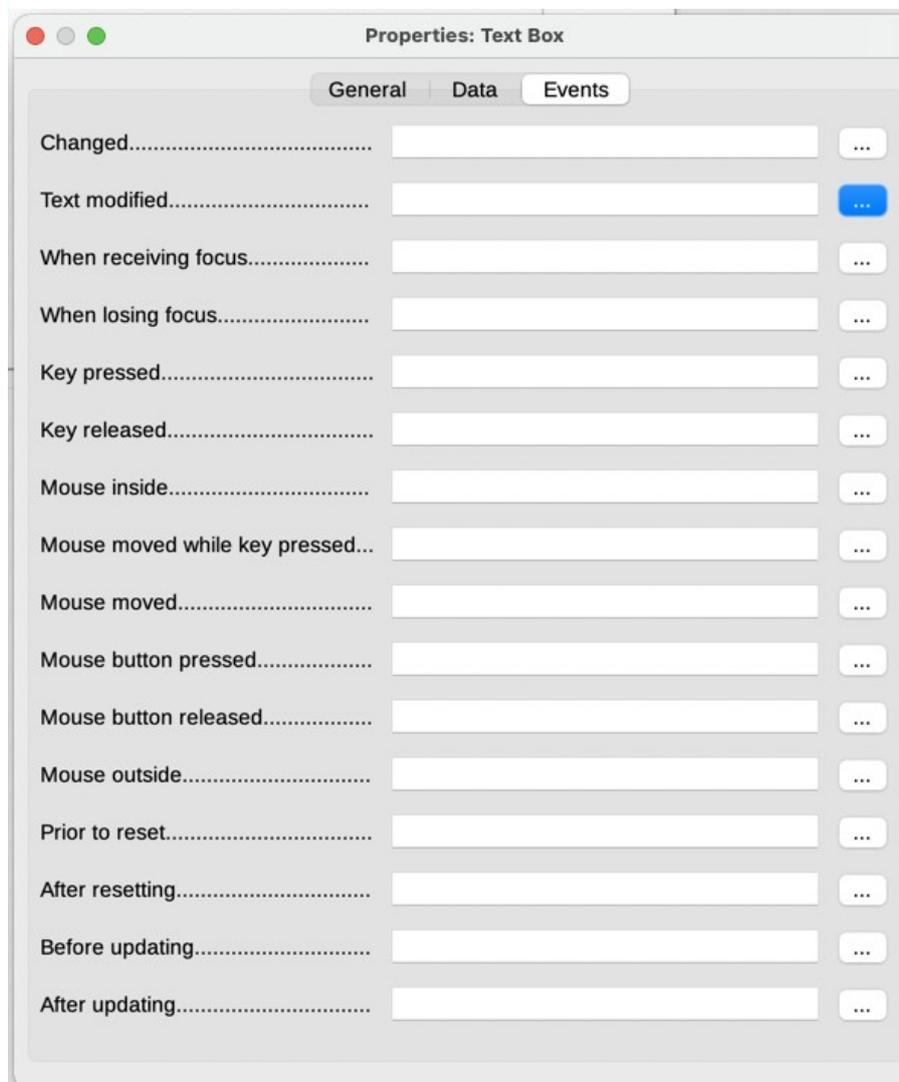 Properties: Text Box
General Data Events
Changed........................................ ...
Text modified................................. ...
When receiving focus.................... ...
When losing focus......................... ...
Key pressed................................... ...
Key released.................................. ...
Mouse inside................................. ...
Mouse moved while key pressed... ...
Mouse moved................................ ...
Mouse button pressed................... ...
Mouse button released.................. ...
Mouse outside............................... ...
Prior to reset.................................. ...
After resetting................................ ...
Before updating............................. ...
After updating................................ ...